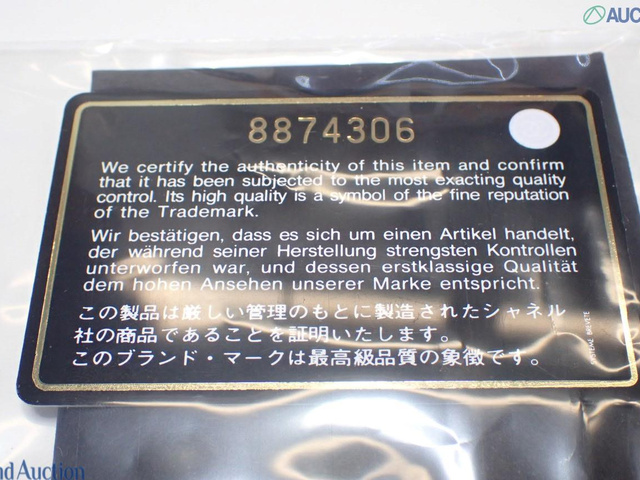 AUC
8874306
We certify the authenticity of this item and confirm
that it has been subjected to the most exacting quality
control. Its high quality is a symbol of the fine reputation
of the Trademark.
Wir bestätigen, dass es sich um einen Artikel handelt,
der während seiner Herstellung strengsten Kontrollen
unterworfen war, und dessen erstklassige Qualität
dem hohen Ansehen unserer Marke entspricht.
この製品は厳しい管理のもとに製造されたシャネル
社の商品であることを証明いたします。
このブランド・マークは最高級品質の象徴です。
nd Auction